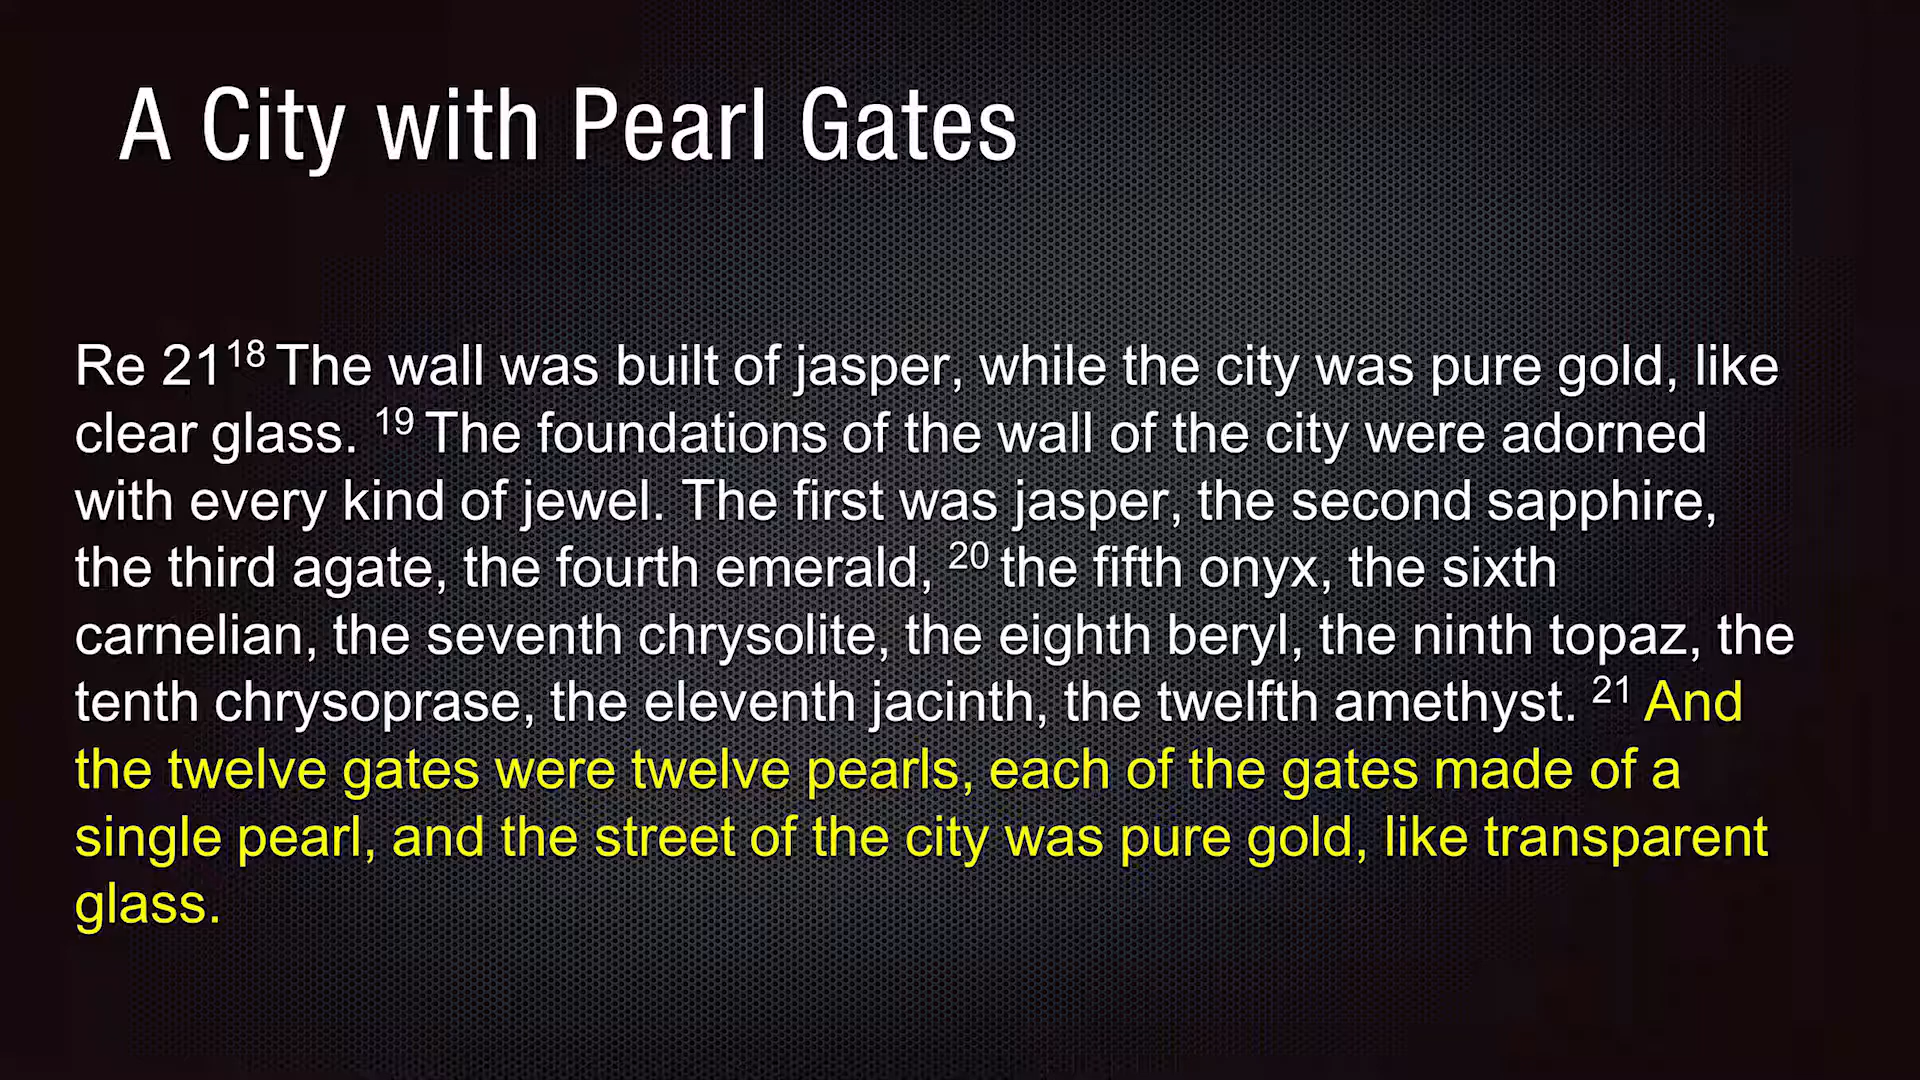 A City with Pearl Gates
Re 21¹⁸ The wall was built of jasper, while the city was pure gold, like
clear glass. ¹⁹ The foundations of the wall of the city were adorned
with every kind of jewel. The first was jasper, the second sapphire,
the third agate, the fourth emerald, ²⁰ the fifth onyx, the sixth
carnelian, the seventh chrysolite, the eighth beryl, the ninth topaz, the
tenth chrysoprase, the eleventh jacinth, the twelfth amethyst. ²¹ And
the twelve gates were twelve pearls, each of the gates made of a
single pearl, and the street of the city was pure gold, like transparent
glass.